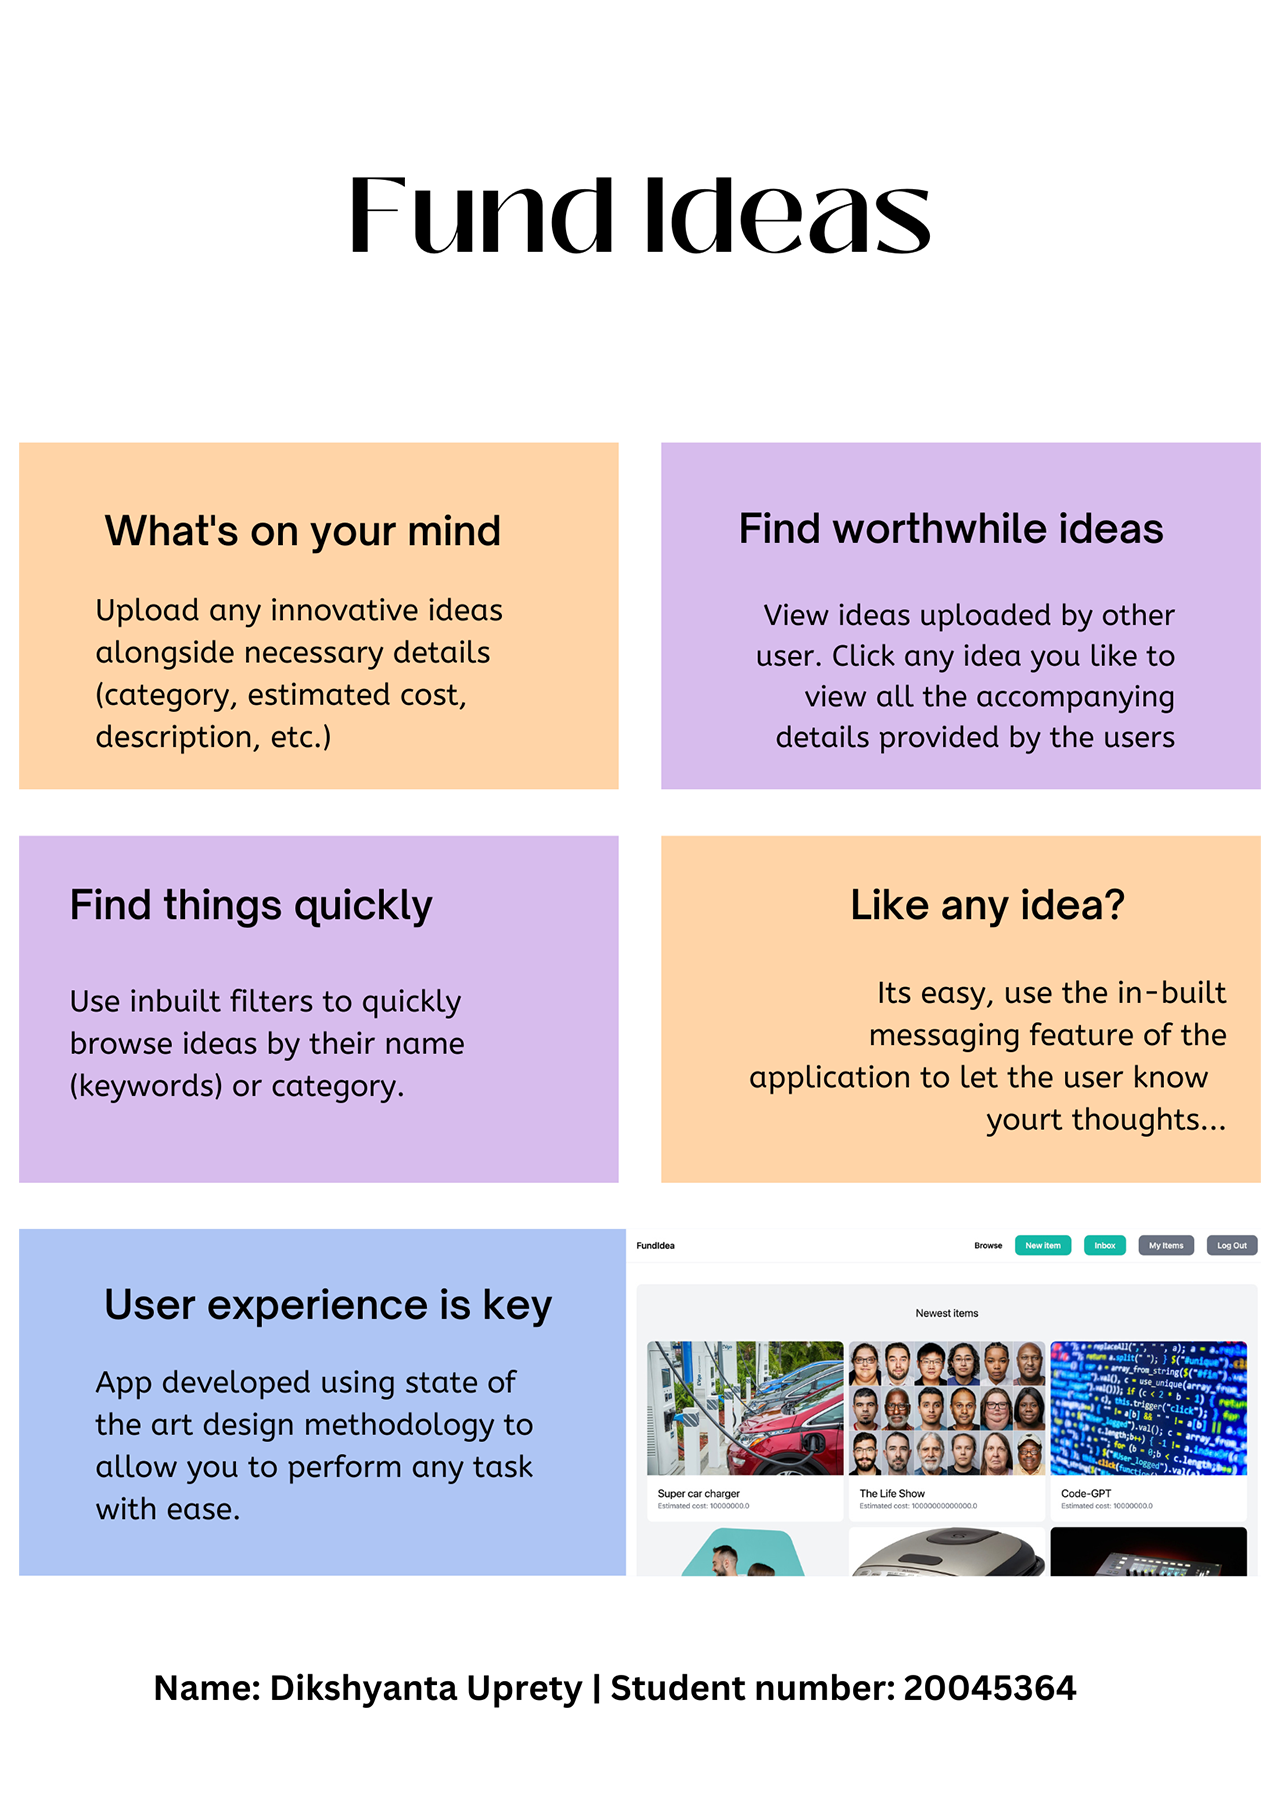 Fund Ideas
What's on your mind
Upload any innovative ideas
alongside necessary details
(category, estimated cost,
description, etc.)
Find worthwhile ideas
View ideas uploaded by other
user. Click any idea you like to
view all the accompanying
details provided by the users
Find things quickly
Use inbuilt filters to quickly
browse ideas by their name
(keywords) or category.
Like any idea?
Its easy, use the in-built
messaging feature of the
application to let the user know
yourt thoughts...
User experience is key
App developed using state of
the art design methodology to
allow you to perform any task
with ease.
FundIdea Browse New item Inbox My Items Log Out
Newest items
Super car charger
Estimated cost: 10000000.0
The Life Show
Estimated cost: 10000000000000.0
Code-GPT
Estimated cost: 10000000.0
Name: Dikshyanta Uprety | Student number: 20045364